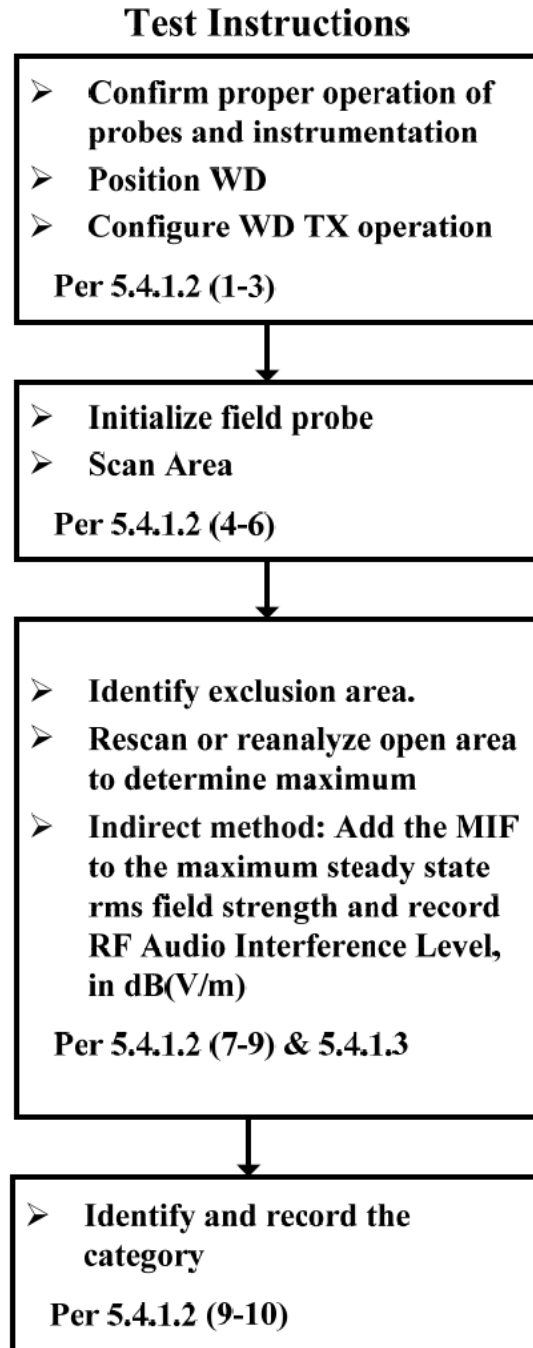 Test Instructions
➢ Confirm proper operation of
probes and instrumentation
➢ Position WD
➢ Configure WD TX operation
Per 5.4.1.2 (1-3)
➢ Initialize field probe
➢ Scan Area
Per 5.4.1.2 (4-6)
➢ Identify exclusion area.
➢ Rescan or reanalyze open area
to determine maximum
➢ Indirect method: Add the MIF
to the maximum steady state
rms field strength and record
RF Audio Interference Level,
in dB(V/m)
Per 5.4.1.2 (7-9) & 5.4.1.3
➢ Identify and record the
category
Per 5.4.1.2 (9-10)